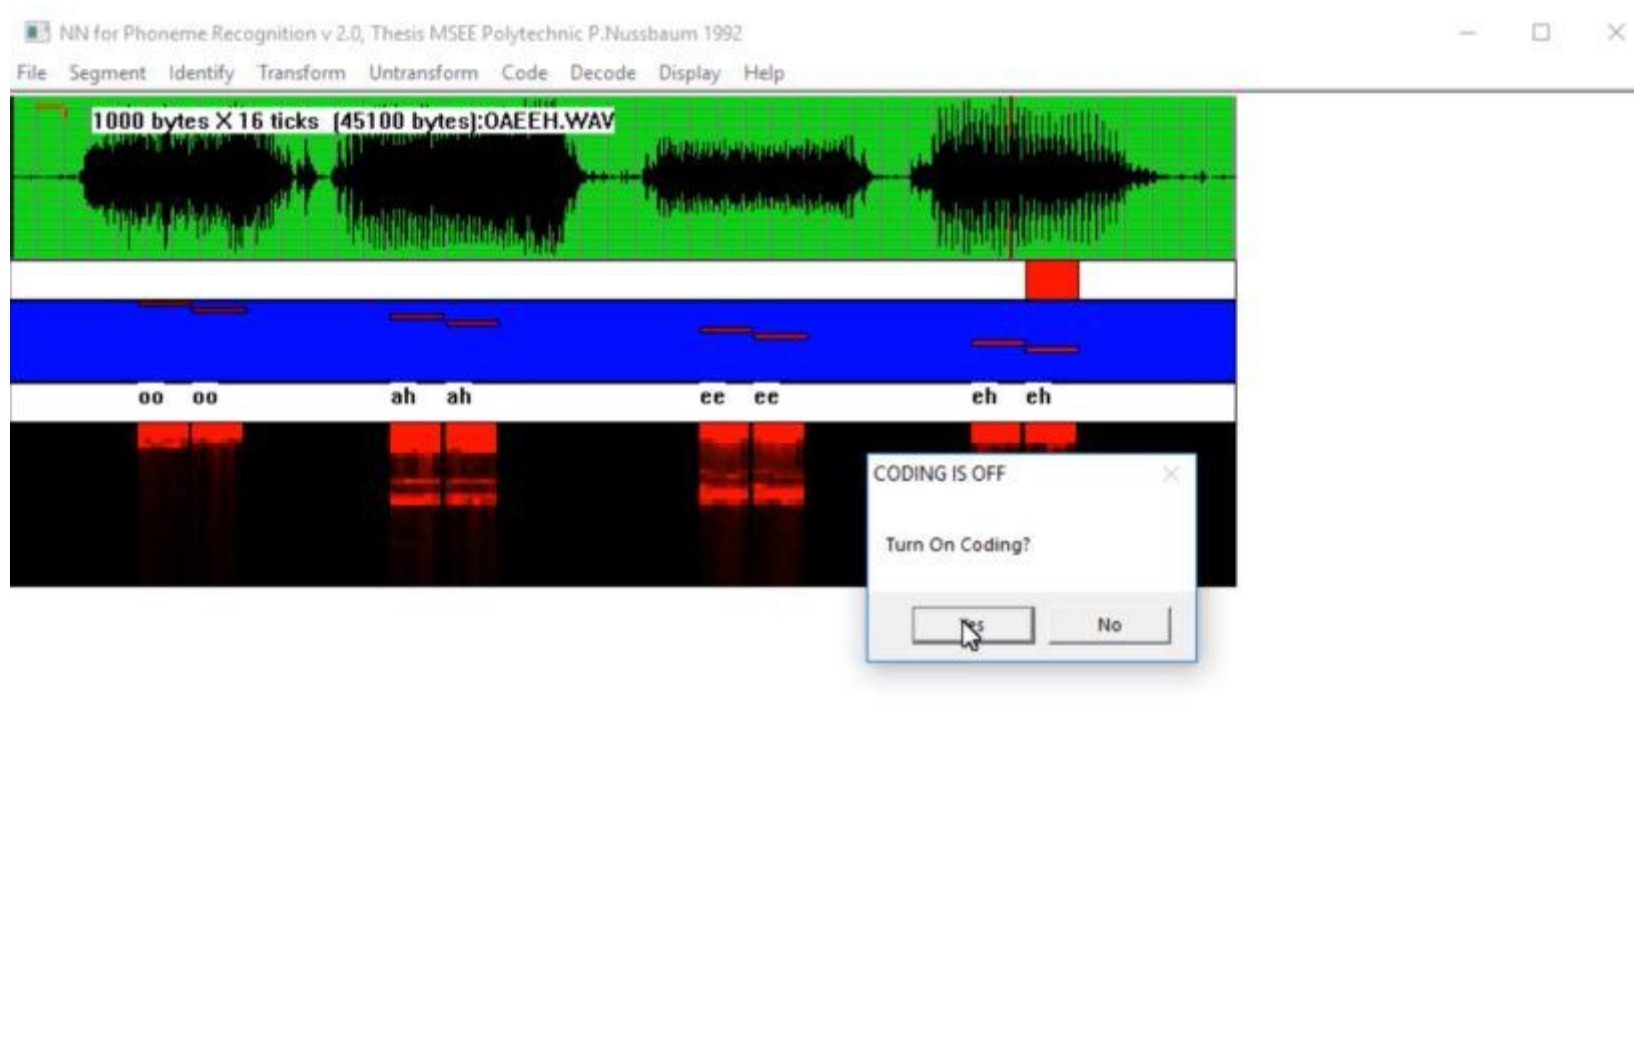 NN for Phoneme Recognition v 2.0, Thesis MSEE Polytechnic P.Nussbaum 1992
File Segment Identify Transform Untransform Code Decode Display Help
1000 bytes X 16 ticks (45100 bytes):OAEEH.WAV
oo oo ah ah ee ee eh eh
CODING IS OFF
Turn On Coding?
Yes No